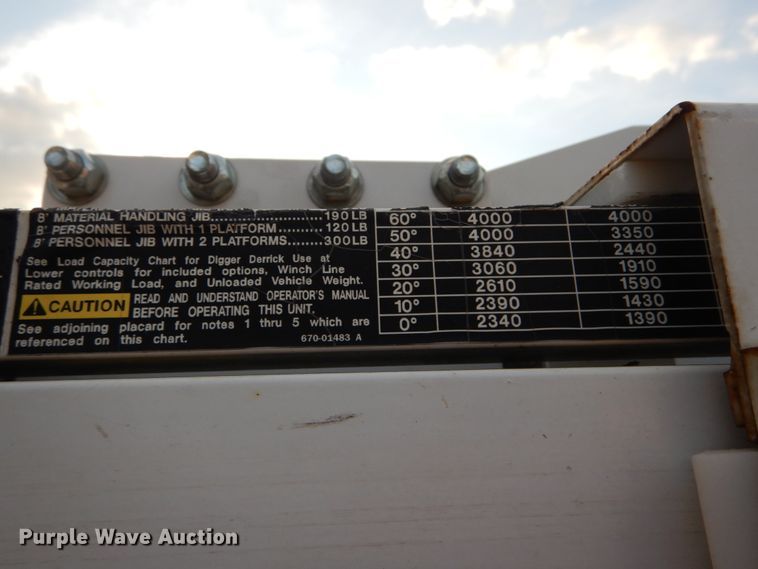 8' MATERIAL HANDLING JIB......................190 LB
8' PERSONNEL JIB WITH 1 PLATFORM..........120 LB
8' PERSONNEL JIB WITH 2 PLATFORMS........300 LB
See Load Capacity Chart for Digger Derrick Use at
Lower controls for included options, Winch Line
Rated Working Load, and Unloaded Vehicle Weight.
CAUTION READ AND UNDERSTAND OPERATOR'S MANUAL
BEFORE OPERATING THIS UNIT.
See adjoining placard for notes 1 thru 5 which are
referenced on this chart. 670-01483 A
60° 4000 4000
50° 4000 3350
40° 3840 2440
30° 3060 1910
20° 2610 1590
10° 2390 1430
0° 2340 1390
Purple Wave Auction